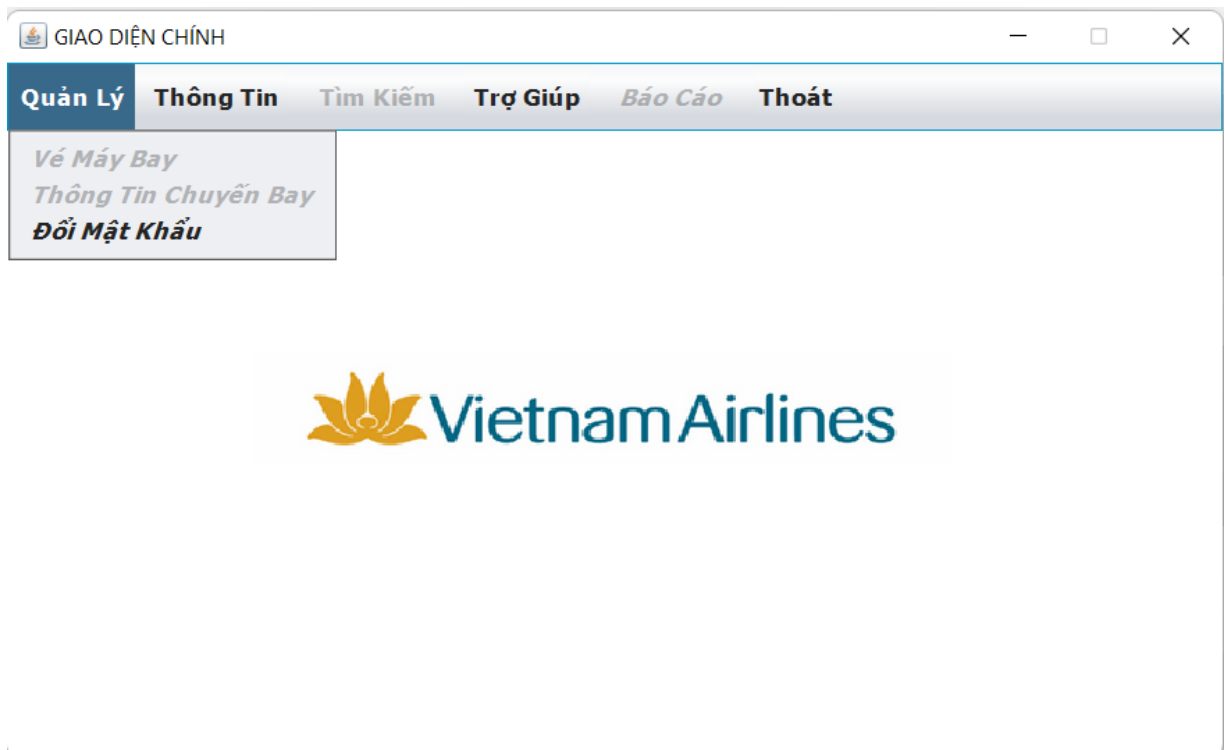 GIAO DIỆN CHÍNH
Quản Lý Thông Tin Tìm Kiếm Trợ Giúp Báo Cáo Thoát
Vé Máy Bay
Thông Tin Chuyến Bay
Đổi Mật Khẩu
Vietnam Airlines